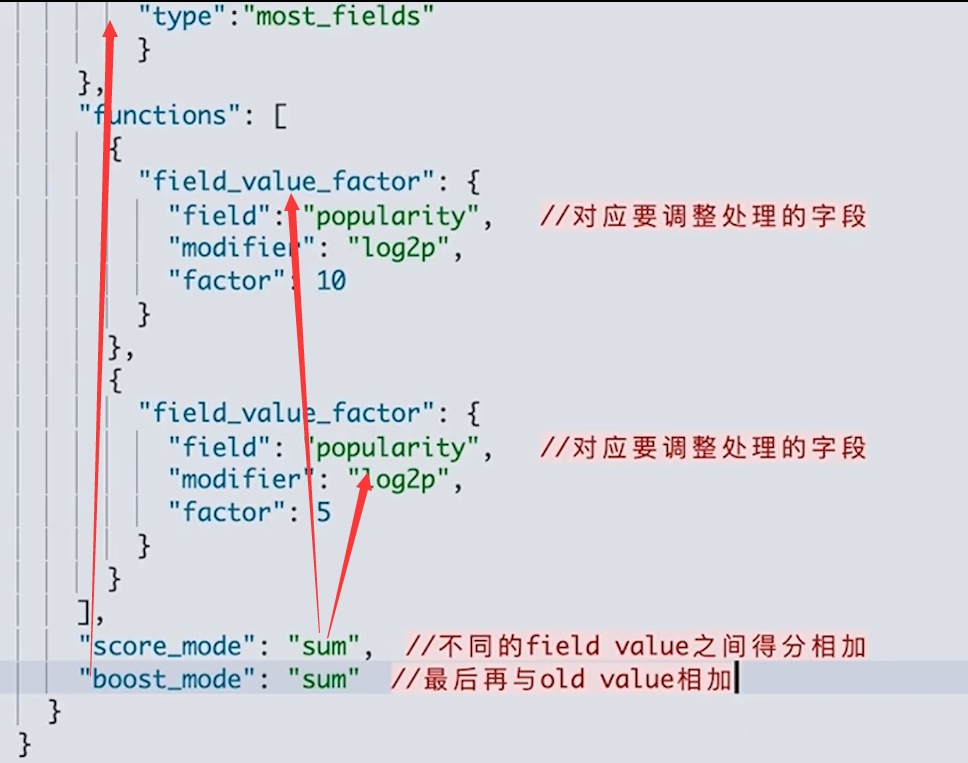 "type":"most_fields"
}
},
"functions": [
{
"field_value_factor": {
"field": "popularity", //对应要调整处理的字段
"modifier": "log2p",
"factor": 10
}
},
{
"field_value_factor": {
"field": "popularity", //对应要调整处理的字段
"modifier": "log2p",
"factor": 5
}
}
],
"score_mode": "sum", //不同的field value之间得分相加
"boost_mode": "sum" //最后再与old value相加
}
}